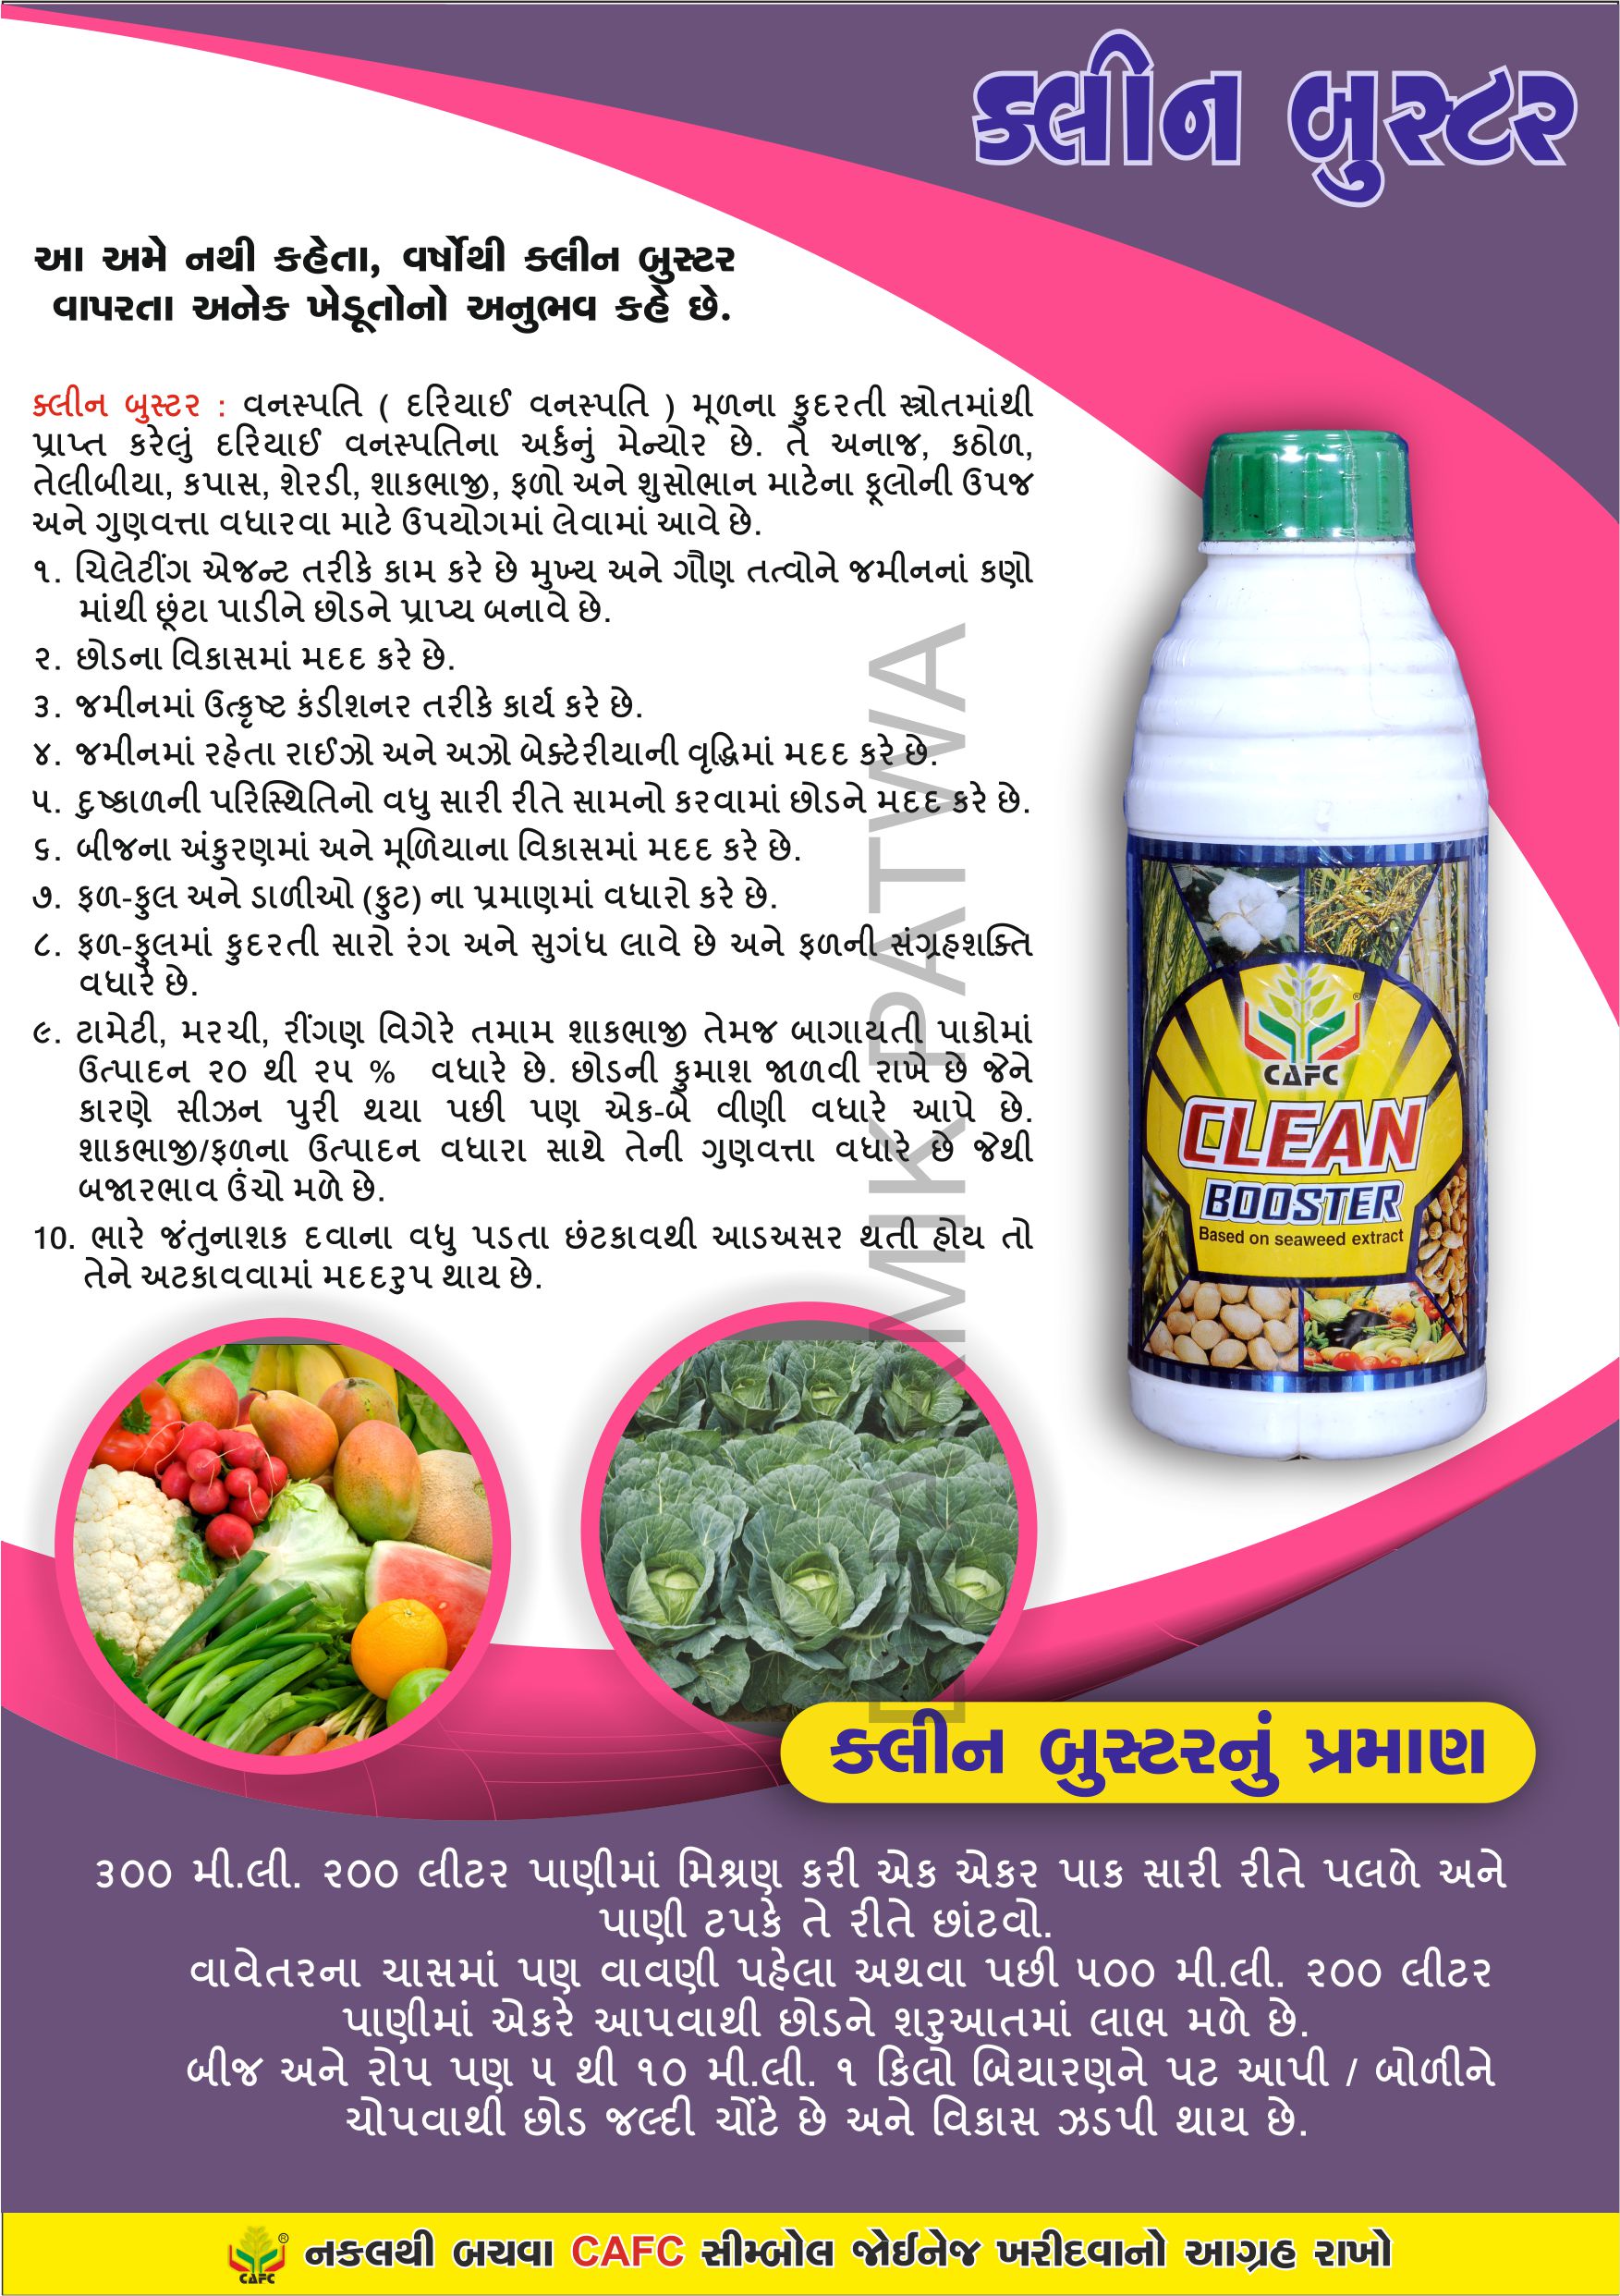 ક્લીન બુસ્ટર
આ અમે નથી કહેતા, વર્ષોથી ક્લીન બુસ્ટર
વાપરતા અનેક ખેડૂતોનો અનુભવ કહે છે.
ક્લીન બુસ્ટર : વનસ્પતિ ( દરિયાઈ વનસ્પતિ ) મૂળના કુદરતી સ્ત્રોતમાંથી
પ્રાપ્ત કરેલું દરિયાઈ વનસ્પતિના અર્કનું મેન્યોર છે. તે અનાજ, કઠોળ,
તેલીબીયા, કપાસ, શેરડી, શાકભાજી, ફળો અને શુસોભાન માટેના ફૂલોની ઉપજ
અને ગુણવત્તા વધારવા માટે ઉપયોગમાં લેવામાં આવે છે.
૧. ચિલેટીંગ એજન્ટ તરીકે કામ કરે છે મુખ્ય અને ગૌણ તત્વોને જમીનનાં કણો
માંથી છૂંટા પાડીને છોડને પ્રાપ્ય બનાવે છે.
૨. છોડના વિકાસમાં મદદ કરે છે.
૩. જમીનમાં ઉત્કૃષ્ટ કંડીશનર તરીકે કાર્ય કરે છે.
૪. જમીનમાં રહેતા રાઈઝો અને અઝો બેક્ટેરીયાની વૃદ્ધિમાં મદદ કરે છે.
૫. દુષ્કાળની પરિસ્થિતિનો વધુ સારી રીતે સામનો કરવામાં છોડને મદદ કરે છે.
૬. બીજના અંકુરણમાં અને મૂળિયાના વિકાસમાં મદદ કરે છે.
૭. ફળ-ફુલ અને ડાળીઓ (ફુટ) ના પ્રમાણમાં વધારો કરે છે.
૮. ફળ-ફુલમાં કુદરતી સારો રંગ અને સુગંધ લાવે છે અને ફળની સંગ્રહશક્તિ
વધારે છે.
૯. ટામેટી, મરચી, રીંગણ વિગેરે તમામ શાકભાજી તેમજ બાગાયતી પાકોમાં
ઉત્પાદન ૨૦ થી ૨૫ % વધારે છે. છોડની કુમાશ જાળવી રાખે છે જેને
કારણે સીઝન પુરી થયા પછી પણ એક-બે વીણી વધારે આપે છે.
શાકભાજી/ફળના ઉત્પાદન વધારા સાથે તેની ગુણવત્તા વધારે છે જેથી
બજારભાવ ઉંચો મળે છે.
10. ભારે જંતુનાશક દવાના વધુ પડતા છંટકાવથી આડઅસર થતી હોય તો
તેને અટકાવવામાં મદદરુપ થાય છે.
CAFC
CLEAN
BOOSTER
Based on seaweed extract
PATWA
ક્લીન બુસ્ટરનું પ્રમાણ
૩૦૦ મી.લી. ૨૦૦ લીટર પાણીમાં મિશ્રણ કરી એક એકર પાક સારી રીતે પલળે અને
પાણી ટપકે તે રીતે છાંટવો.
વાવેતરના ચાસમાં પણ વાવણી પહેલા અથવા પછી ૫૦૦ મી.લી. ૨૦૦ લીટર
પાણીમાં એકરે આપવાથી છોડને શરુઆતમાં લાભ મળે છે.
બીજ અને રોપ પણ ૫ થી ૧૦ મી.લી. ૧ કિલો બિયારણને પટ આપી / બોળીને
ચોપવાથી છોડ જલ્દી ચોંટે છે અને વિકાસ ઝડપી થાય છે.
CAFC
નકલથી બચવા CAFC સીમ્બોલ જોઈનેજ ખરીદવાનો આગ્રહ રાખો